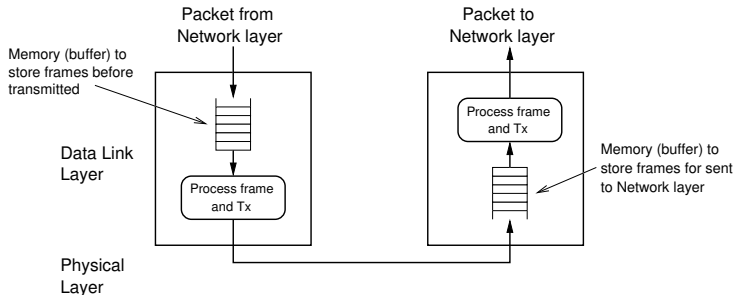 Packet from
Network layer
Packet to
Network layer
Memory (buffer) to
store frames before
transmitted
Process frame
and Tx
Data Link
Layer
Memory (buffer) to
store frames for sent
to Network layer
Process frame
and Tx
Physical
Layer